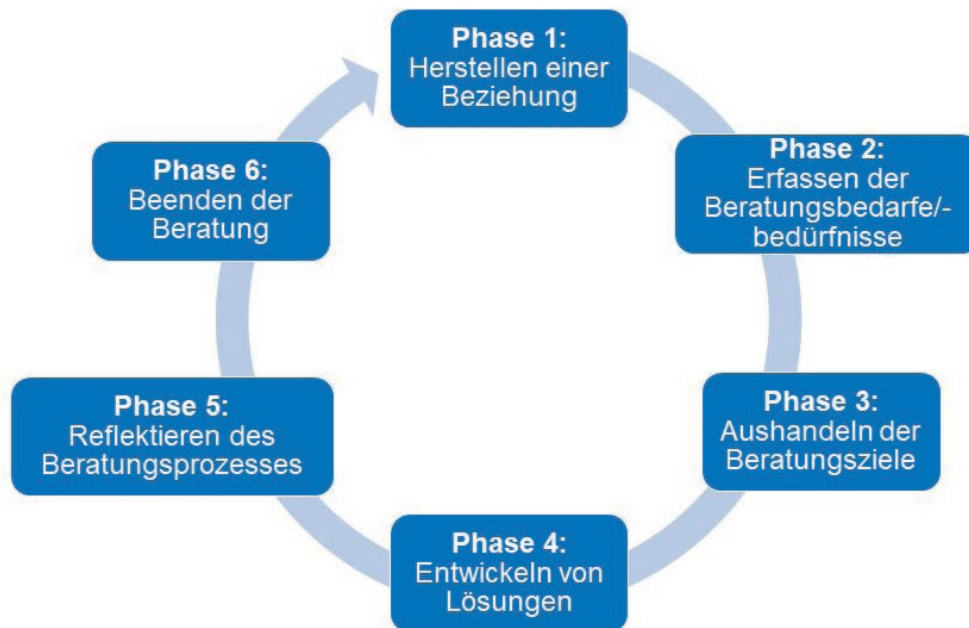 Phase 1:
Herstellen einer
Beziehung
Phase 2:
Erfassen der
Beratungsbedarfe/-
bedürfnisse
Phase 3:
Aushandeln der
Beratungsziele
Phase 4:
Entwickeln von
Lösungen
Phase 5:
Reflektieren des
Beratungsprozesses
Phase 6:
Beenden der
Beratung